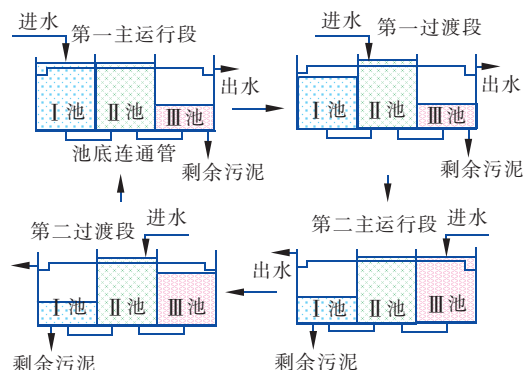 进水
第一主运行段
出水
Ⅰ池
Ⅱ池
Ⅲ池
池底连通管
剩余污泥
进水
第一过渡段
出水
Ⅰ池
Ⅱ池
Ⅲ池
剩余污泥
第二过渡段
进水
Ⅰ池
Ⅱ池
Ⅲ池
剩余污泥
第二主运行段
进水
出水
Ⅰ池
Ⅱ池
Ⅲ池
剩余污泥